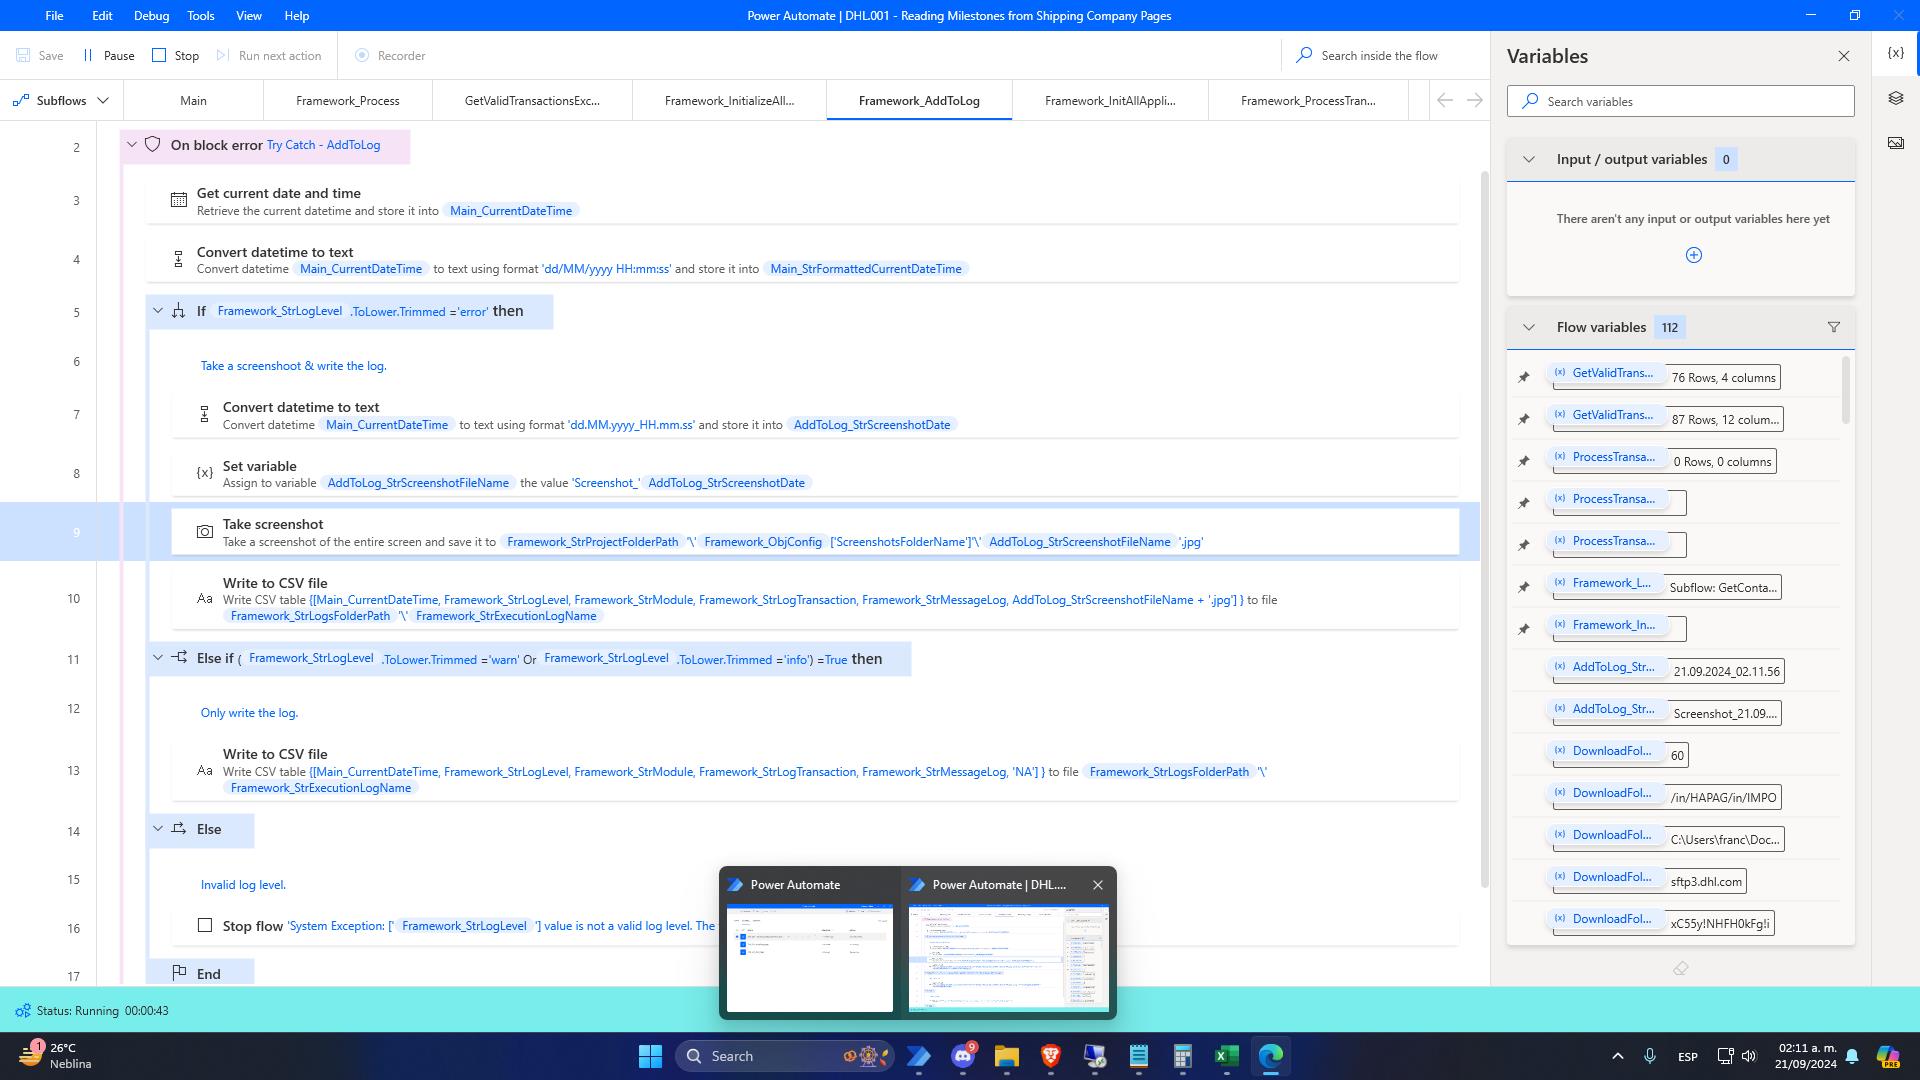 File Edit Debug Tools View Help
Power Automate | DHL.001 - Reading Milestones from Shipping Company Pages
Save Pause Stop Run next action Recorder
Search inside the flow
Subflows Main Framework_Process GetValidTransactionsExc... Framework_InitializeAll... Framework_AddToLog Framework_InitAllAppli... Framework_ProcessTran...
2 On block error Try Catch - AddToLog
3 Get current date and time
Retrieve the current datetime and store it into Main_CurrentDateTime
4 Convert datetime to text
Convert datetime Main_CurrentDateTime to text using format 'dd/MM/yyyy HH:mm:ss' and store it into Main_StrFormattedCurrentDateTime
5 If Framework_StrLogLevel .ToLower.Trimmed ='error' then
6 Take a screenshoot & write the log.
7 Convert datetime to text
Convert datetime Main_CurrentDateTime to text using format 'dd.MM.yyyy_HH.mm.ss' and store it into AddToLog_StrScreenshotDate
8 {x} Set variable
Assign to variable AddToLog_StrScreenshotFileName the value 'Screenshot_' AddToLog_StrScreenshotDate
9 Take screenshot
Take a screenshot of the entire screen and save it to Framework_StrProjectFolderPath '\' Framework_ObjConfig ['ScreenshotsFolderName']'\' AddToLog_StrScreenshotFileName '.jpg'
10 Aa Write to CSV file
Write CSV table {[Main_CurrentDateTime, Framework_StrLogLevel, Framework_StrModule, Framework_StrLogTransaction, Framework_StrMessageLog, AddToLog_StrScreenshotFileName + '.jpg'] } to file
Framework_StrLogsFolderPath '\' Framework_StrExecutionLogName
11 Else if ( Framework_StrLogLevel .ToLower.Trimmed ='warn' Or Framework_StrLogLevel .ToLower.Trimmed ='info') =True then
12 Only write the log.
13 Aa Write to CSV file
Write CSV table {[Main_CurrentDateTime, Framework_StrLogLevel, Framework_StrModule, Framework_StrLogTransaction, Framework_StrMessageLog, 'NA'] } to file Framework_StrLogsFolderPath '\'
Framework_StrExecutionLogName
14 Else
15 Invalid log level.
16 Stop flow 'System Exception: [' Framework_StrLogLevel '] value is not a valid log level. The
17 End
Status: Running 00:00:43
Power Automate
Power Automate | DHL....
Variables
{x}
Search variables
Input / output variables 0
There aren't any input or output variables here yet
Flow variables 112
(x) GetValidTrans... 76 Rows, 4 columns
(x) GetValidTrans... 87 Rows, 12 colum...
(x) ProcessTransa... 0 Rows, 0 columns
(x) ProcessTransa...
(x) ProcessTransa...
(x) Framework_L... Subflow: GetConta...
(x) Framework_In...
(x) AddToLog_Str... 21.09.2024_02.11.56
(x) AddToLog_Str... Screenshot_21.09....
(x) DownloadFol... 60
(x) DownloadFol... /in/HAPAG/in/IMPO
(x) DownloadFol... C:\Users\franc\Doc...
(x) DownloadFol... sftp3.dhl.com
(x) DownloadFol... xC55y!NHFH0kFg!i
1
26°C
Neblina
Search
9
ESP
02:11 a. m.
21/09/2024
PRE